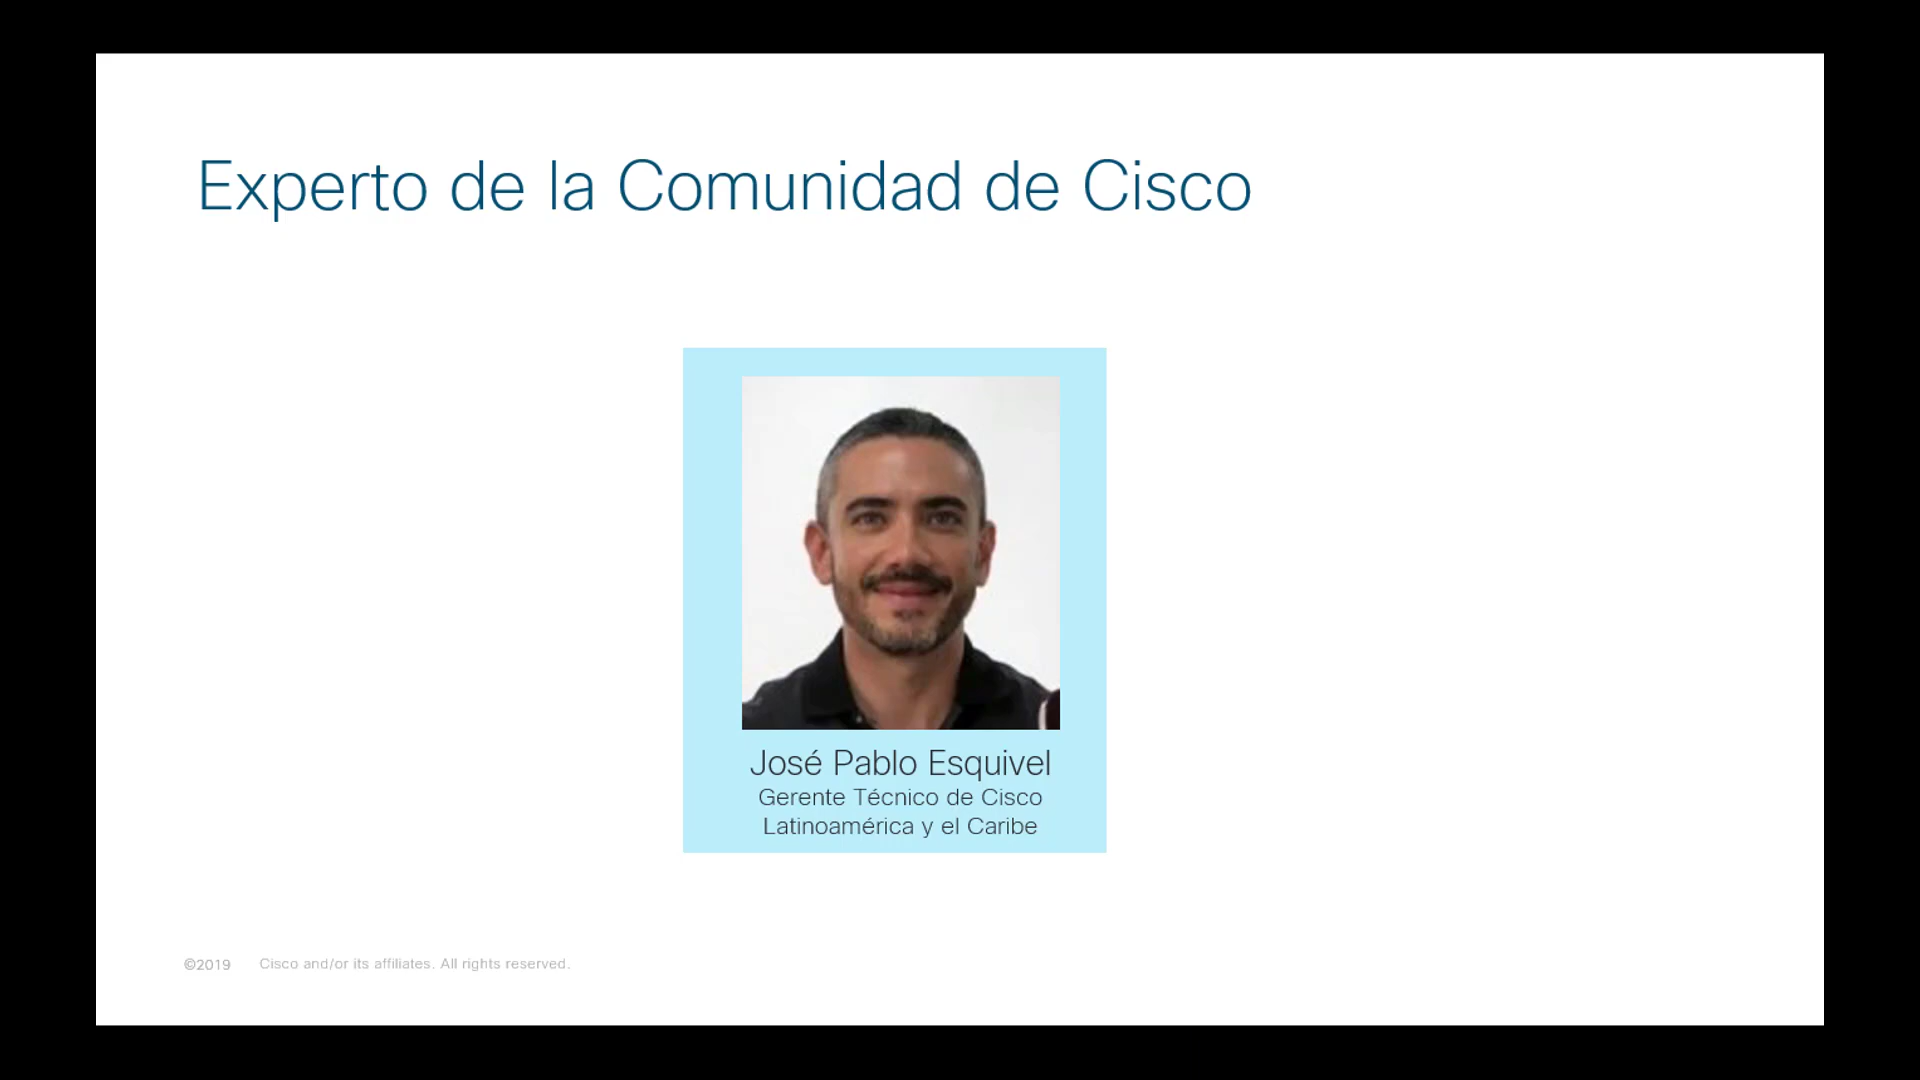 Experto de la Comunidad de Cisco
José Pablo Esquivel
Gerente Técnico de Cisco
Latinoamérica y el Caribe
©2019 Cisco and/or its affiliates. All rights reserved.